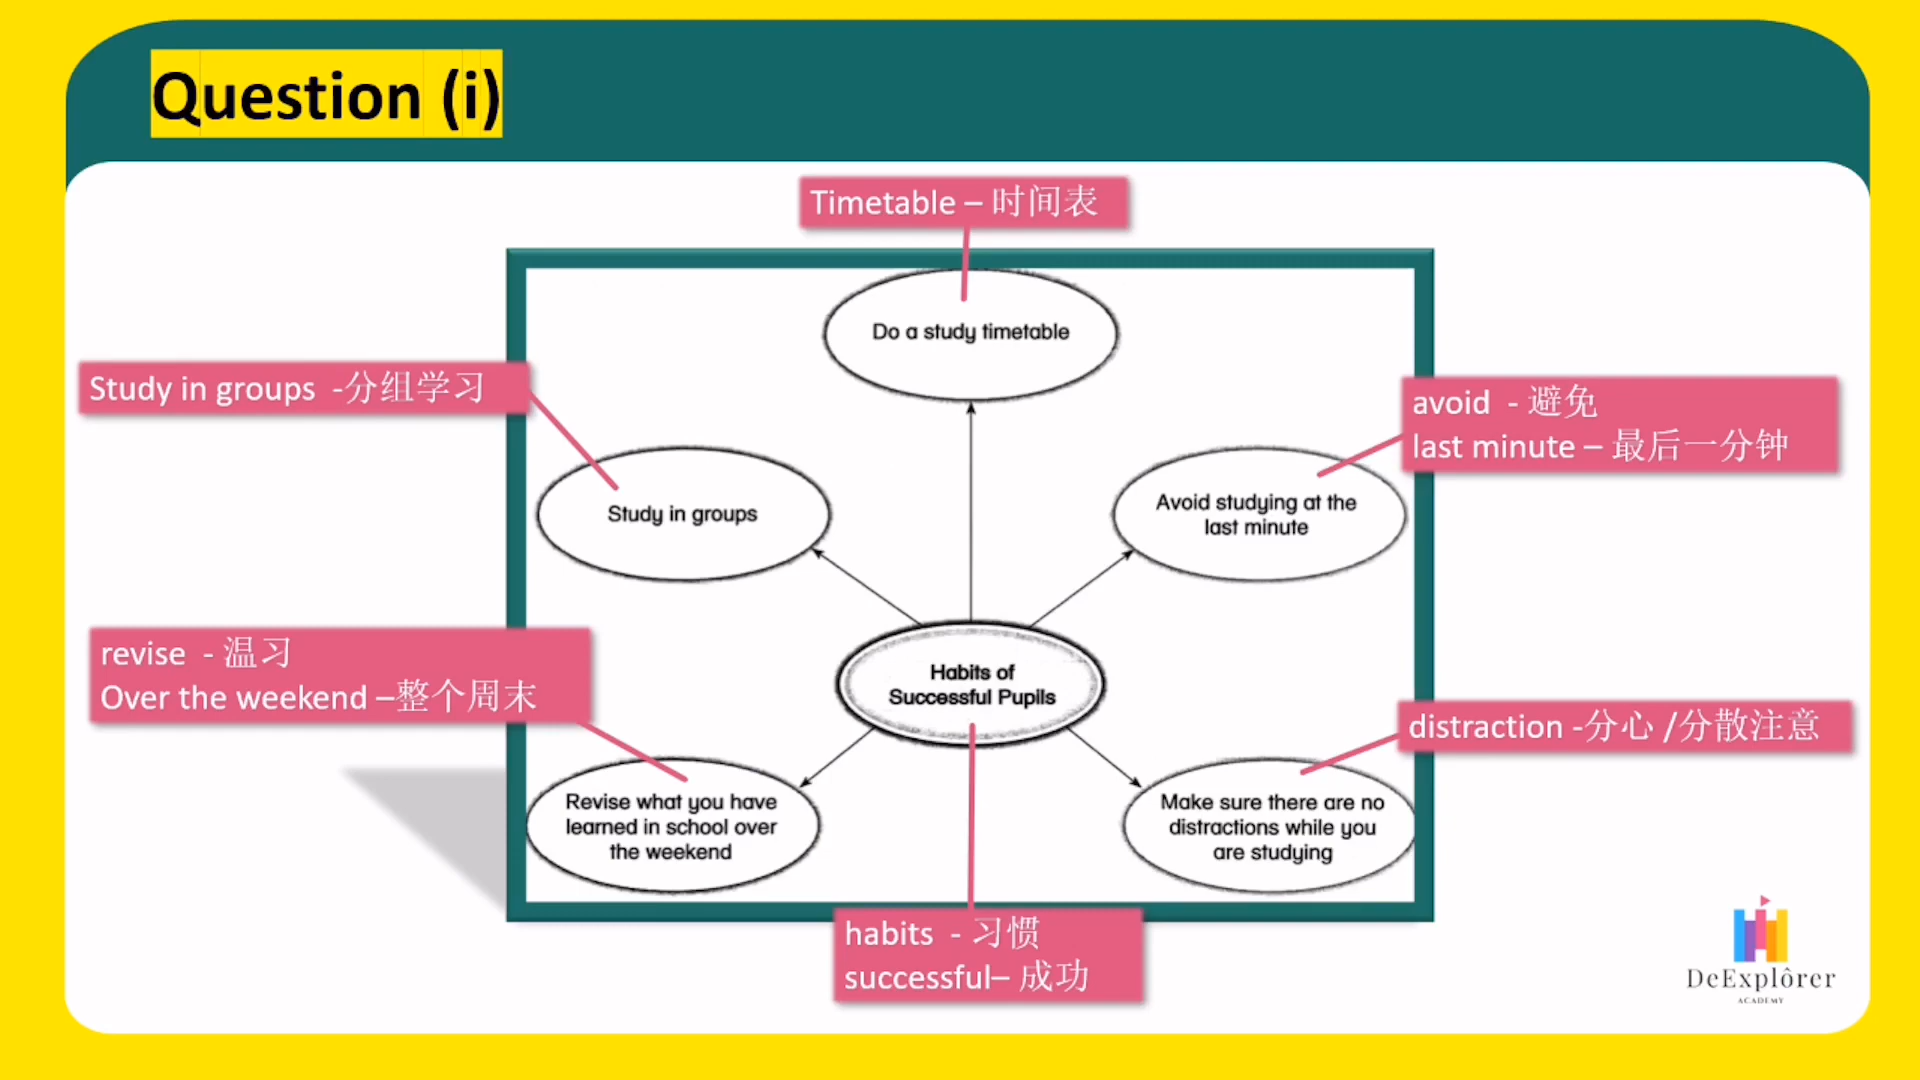 Question (i)
Timetable – 时间表
Do a study timetable
Study in groups  -分组学习
avoid  - 避免
last minute – 最后一分钟
Study in groups
Avoid studying at the
last minute
revise  - 温习
Over the weekend –整个周末
Habits of
Successful Pupils
distraction -分心 /分散注意
Revise what you have
learned in school over
the weekend
Make sure there are no
distractions while you
are studying
habits  - 习惯
successful– 成功
DeExplôrer
ACADEMY